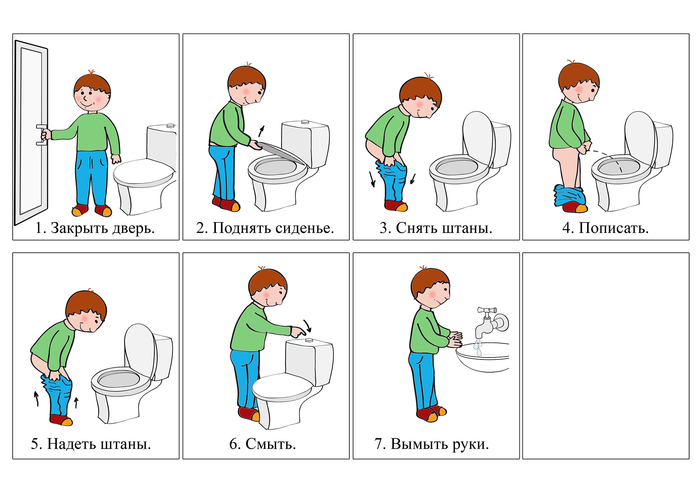 1. Закрыть дверь.
2. Поднять сиденье.
3. Снять штаны.
4. Пописать.
5. Надеть штаны.
6. Смыть.
7. Вымыть руки.